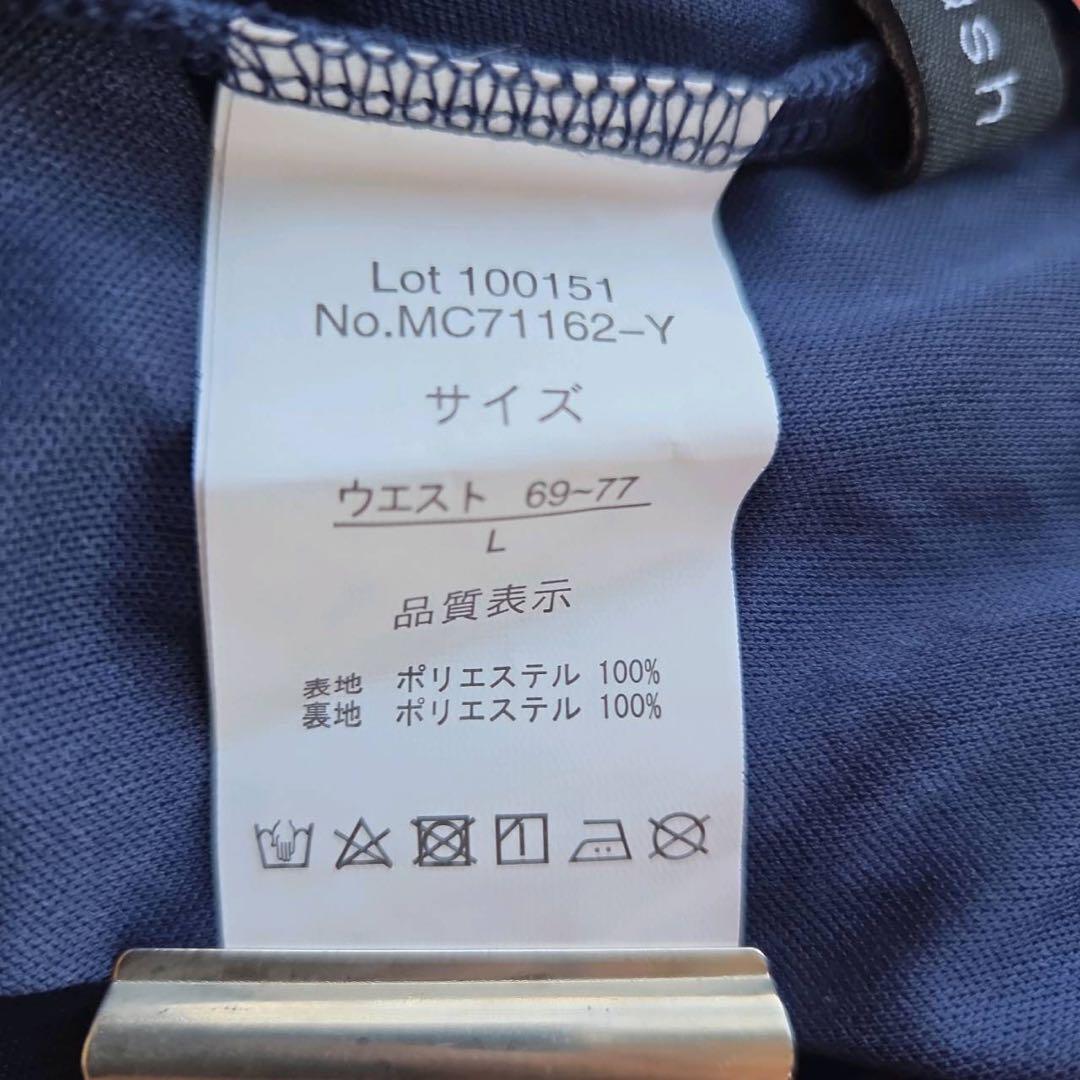 ush
Lot 100151
No.MC71162-Y
サイズ
ウエスト 69~77
L
品質表示
表地 ポリエステル 100%
裏地 ポリエステル 100%